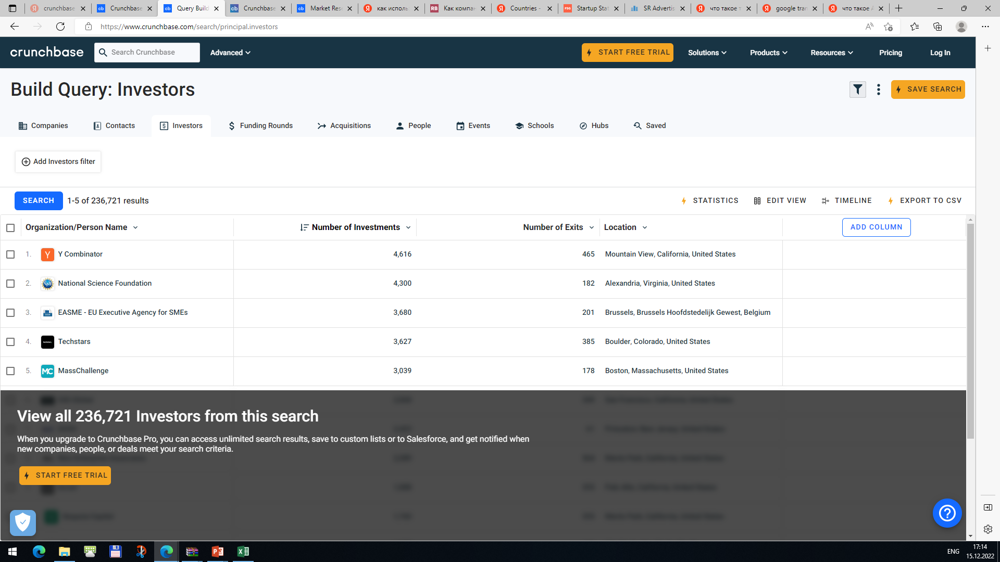 crunchbase
Crunchbase
Query Build
Crunchbase
Market Res
как исполь
Как компан
Countries -
Startup Stat
SR Advertis
что такое т
google tran
что такое
https://www.crunchbase.com/search/principal.investors
crunchbase
Search Crunchbase
Advanced
START FREE TRIAL
Solutions
Products
Resources
Pricing
Log In
Build Query: Investors
SAVE SEARCH
Companies
Contacts
Investors
Funding Rounds
Acquisitions
People
Events
Schools
Hubs
Saved
Add Investors filter
SEARCH
1-5 of 236,721 results
STATISTICS
EDIT VIEW
TIMELINE
EXPORT TO CSV
Organization/Person Name
Number of Investments
Number of Exits
Location
ADD COLUMN
1. Y Combinator 4,616 465 Mountain View, California, United States
2. National Science Foundation 4,300 182 Alexandria, Virginia, United States
3. EASME - EU Executive Agency for SMEs 3,680 201 Brussels, Brussels Hoofdstedelijk Gewest, Belgium
4. Techstars 3,627 385 Boulder, Colorado, United States
5. MC MassChallenge 3,039 178 Boston, Massachusetts, United States
View all 236,721 Investors from this search
When you upgrade to Crunchbase Pro, you can access unlimited search results, save to custom lists or to Salesforce, and get notified when
new companies, people, or deals meet your search criteria.
START FREE TRIAL
ENG
17:14
15.12.2022